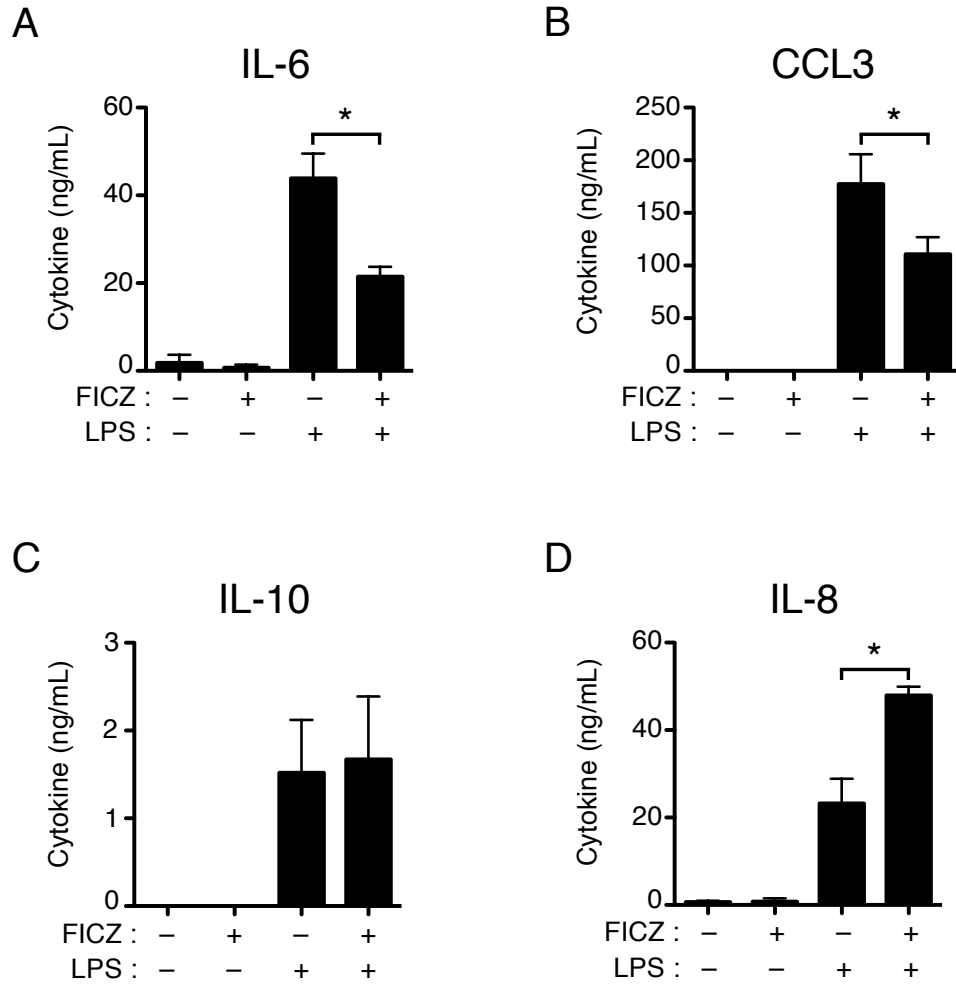 A
IL-6
Cytokine (ng/mL)
60
40
20
0
*
FICZ : – + – +
LPS : – – + +
B
CCL3
Cytokine (ng/mL)
250
200
150
100
50
0
*
FICZ : – + – +
LPS : – – + +
C
IL-10
Cytokine (ng/mL)
3
2
1
0
FICZ : – + – +
LPS : – – + +
D
IL-8
Cytokine (ng/mL)
60
40
20
0
*
FICZ : – + – +
LPS : – – + +